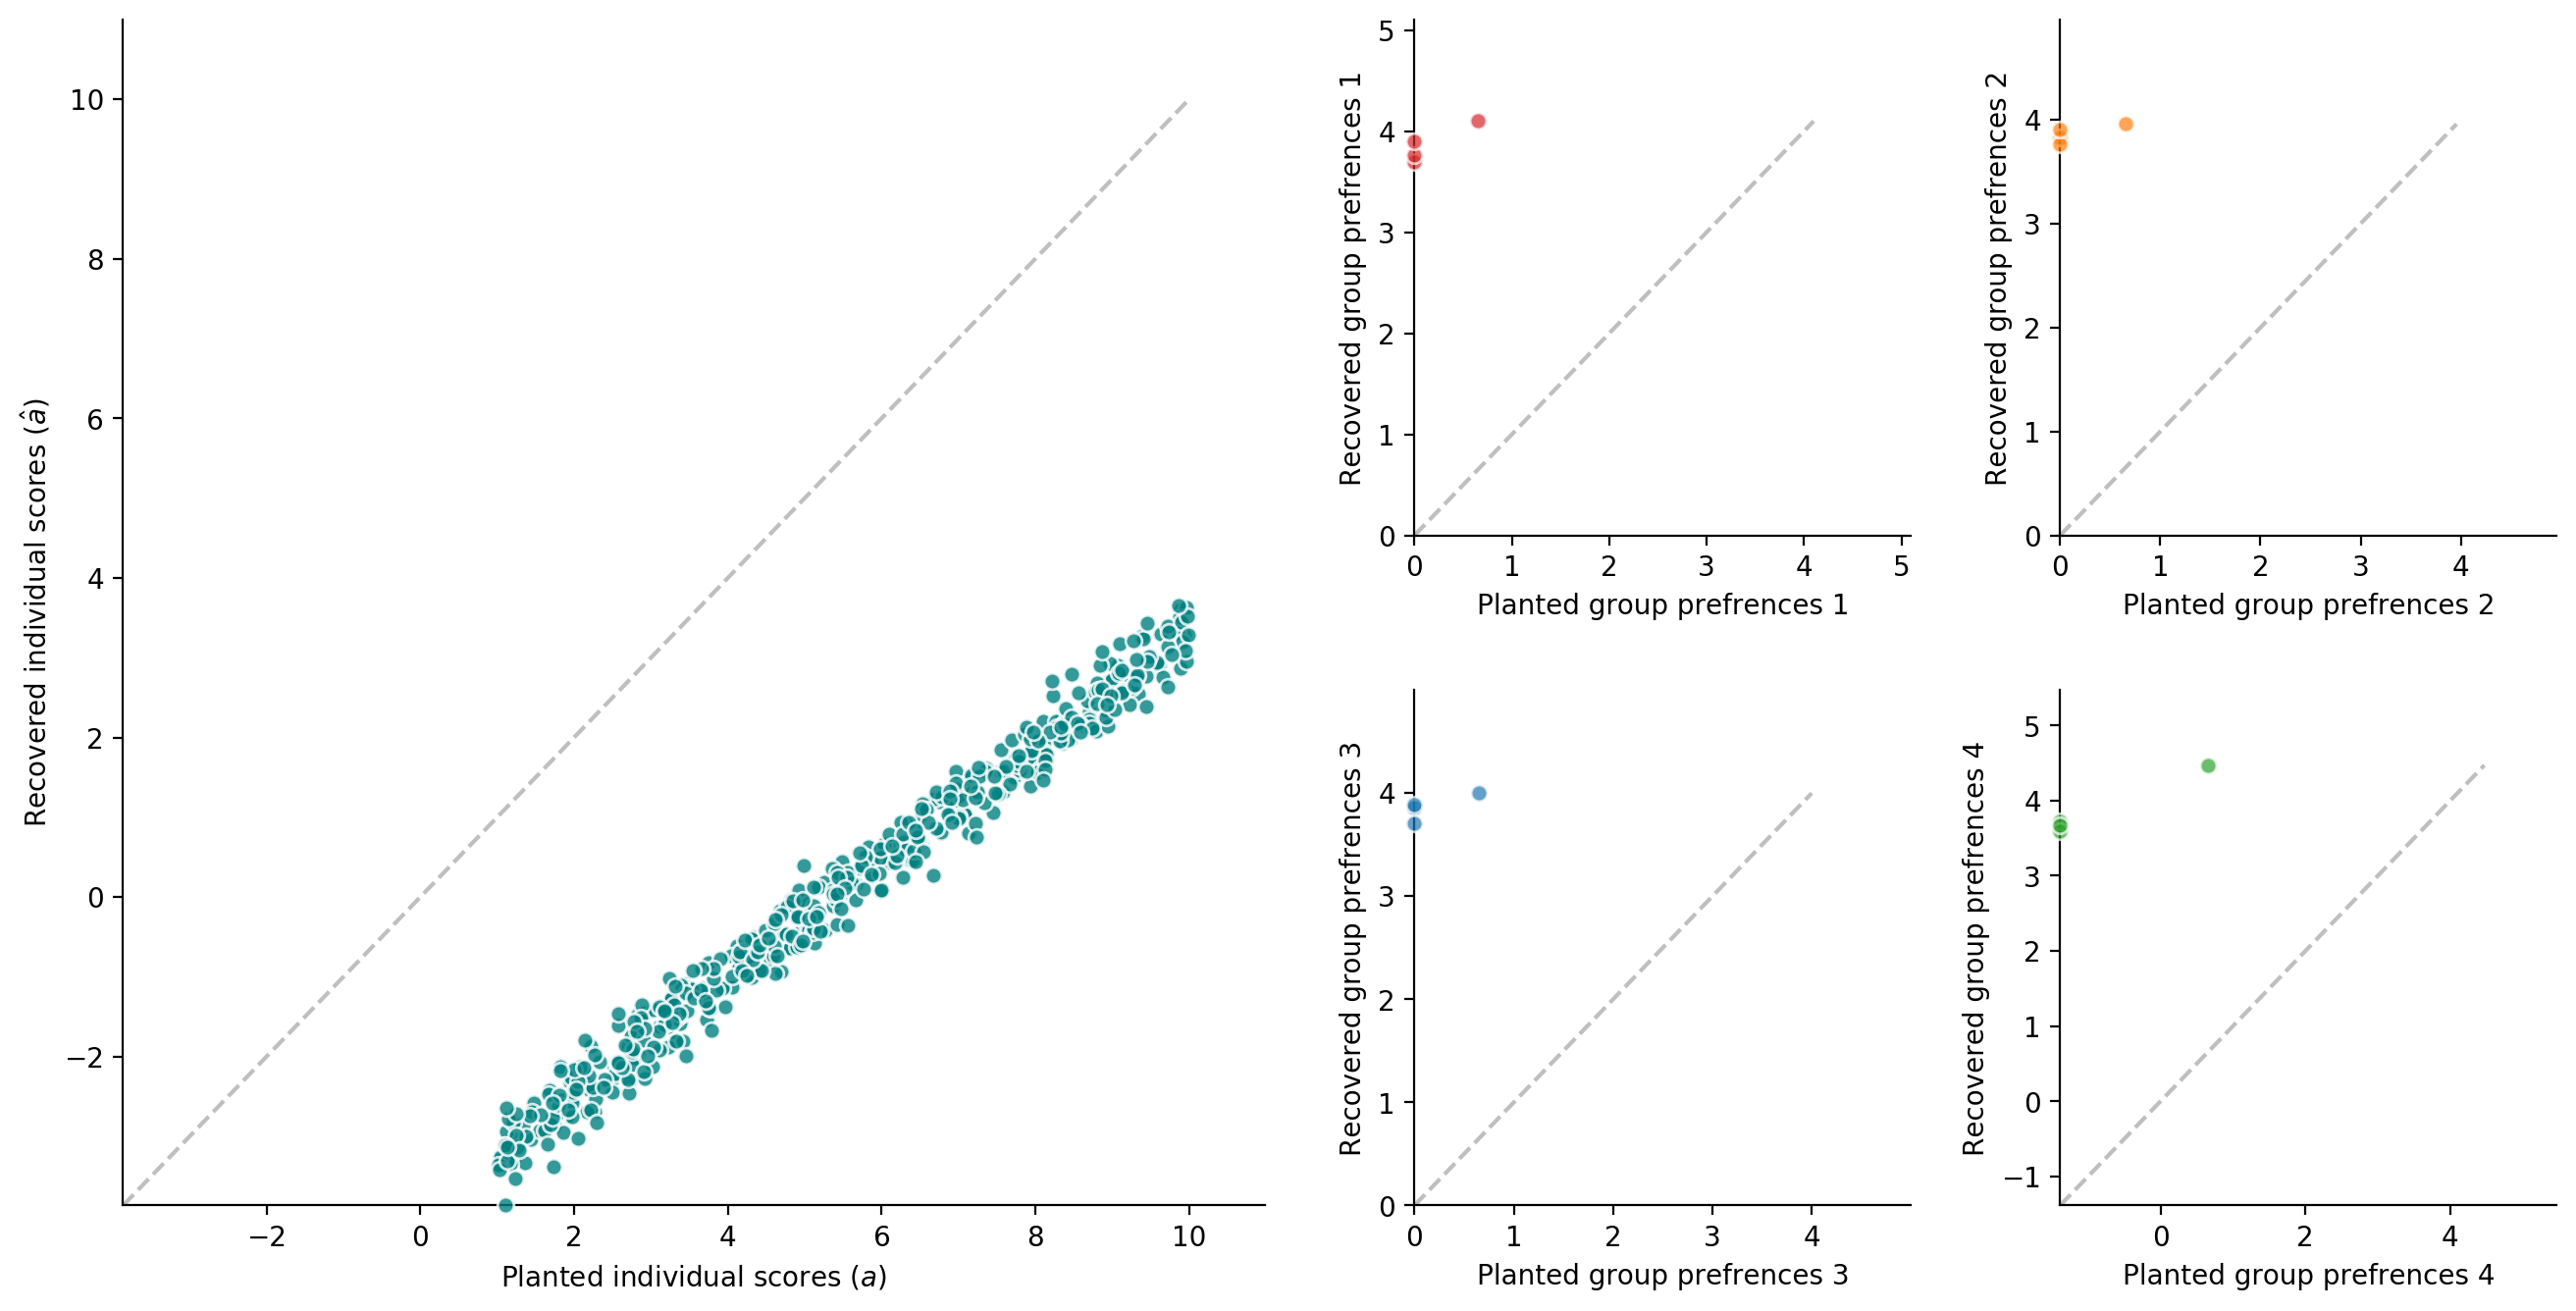 10
8
6
4
2
0
−2
−2 0 2 4 6 8 10
Recovered individual scores (â)
Planted individual scores (a)
5
4
3
2
1
0
0 1 2 3 4 5
Recovered group prefrences 1
Planted group prefrences 1
4
3
2
1
0
0 1 2 3 4
Recovered group prefrences 2
Planted group prefrences 2
4
3
2
1
0
0 1 2 3 4
Recovered group prefrences 3
Planted group prefrences 3
5
4
3
2
1
0
−1
0 2 4
Recovered group prefrences 4
Planted group prefrences 4